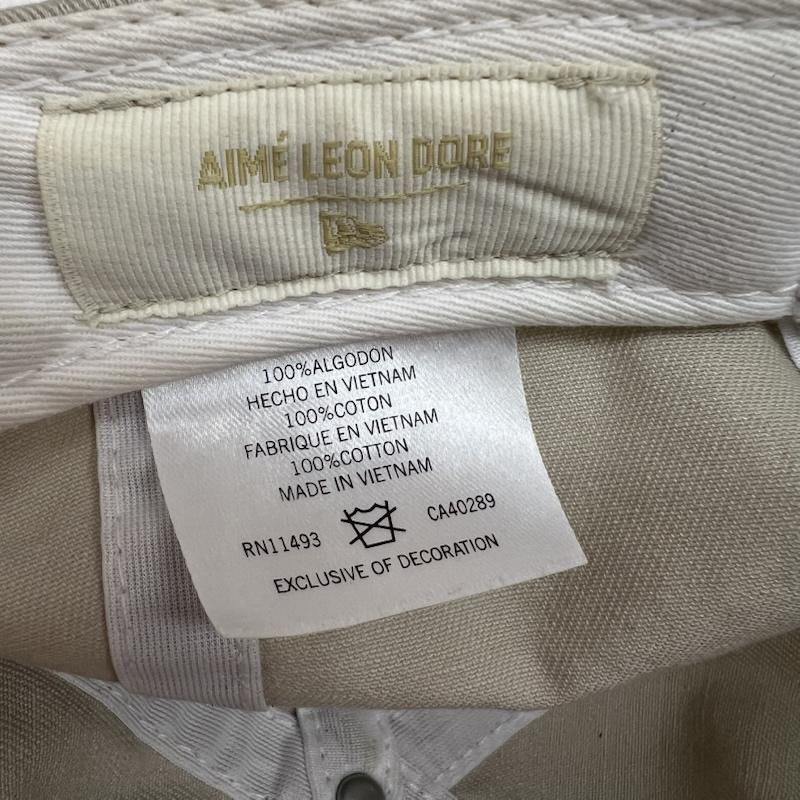 AIMÉ LEON DORE
100%ALGODÓN
HECHO EN VIETNAM
100%COTON
FABRIQUE EN VIETNAM
100%COTTON
MADE IN VIETNAM
RN11493 CA40289
EXCLUSIVE OF DECORATION